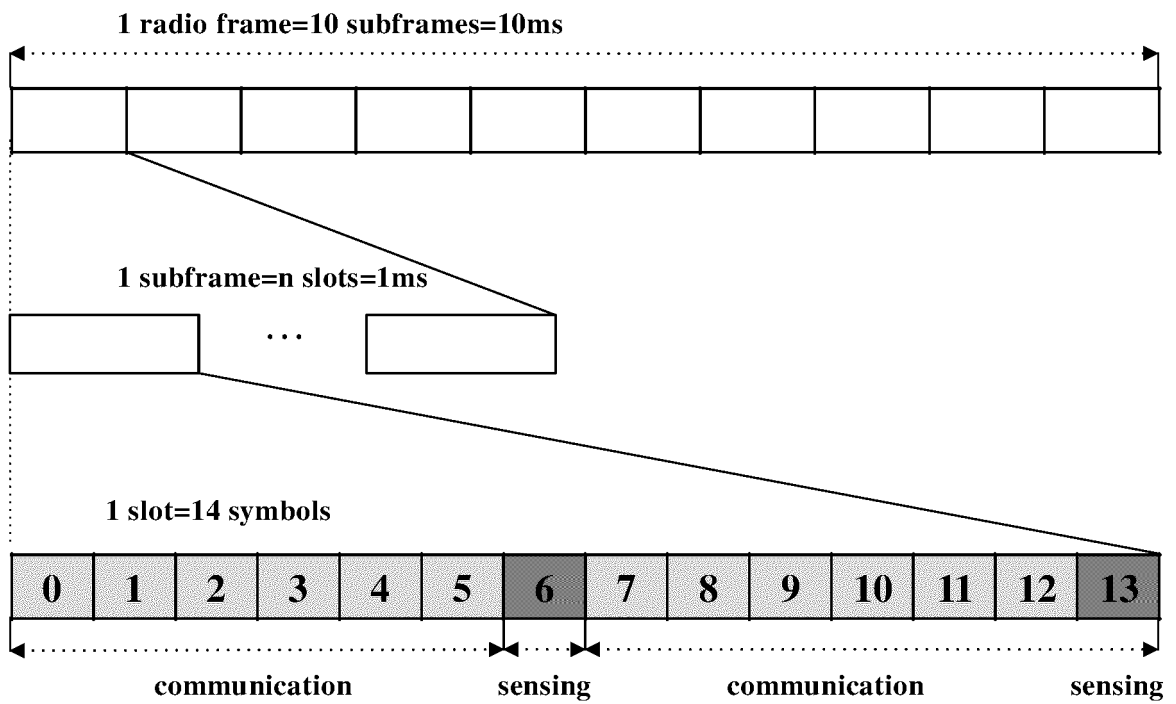 1 radio frame=10 subframes=10ms
1 subframe=n slots=1ms
...
1 slot=14 symbols
0 1 2 3 4 5 6 7 8 9 10 11 12 13
communication sensing communication sensing